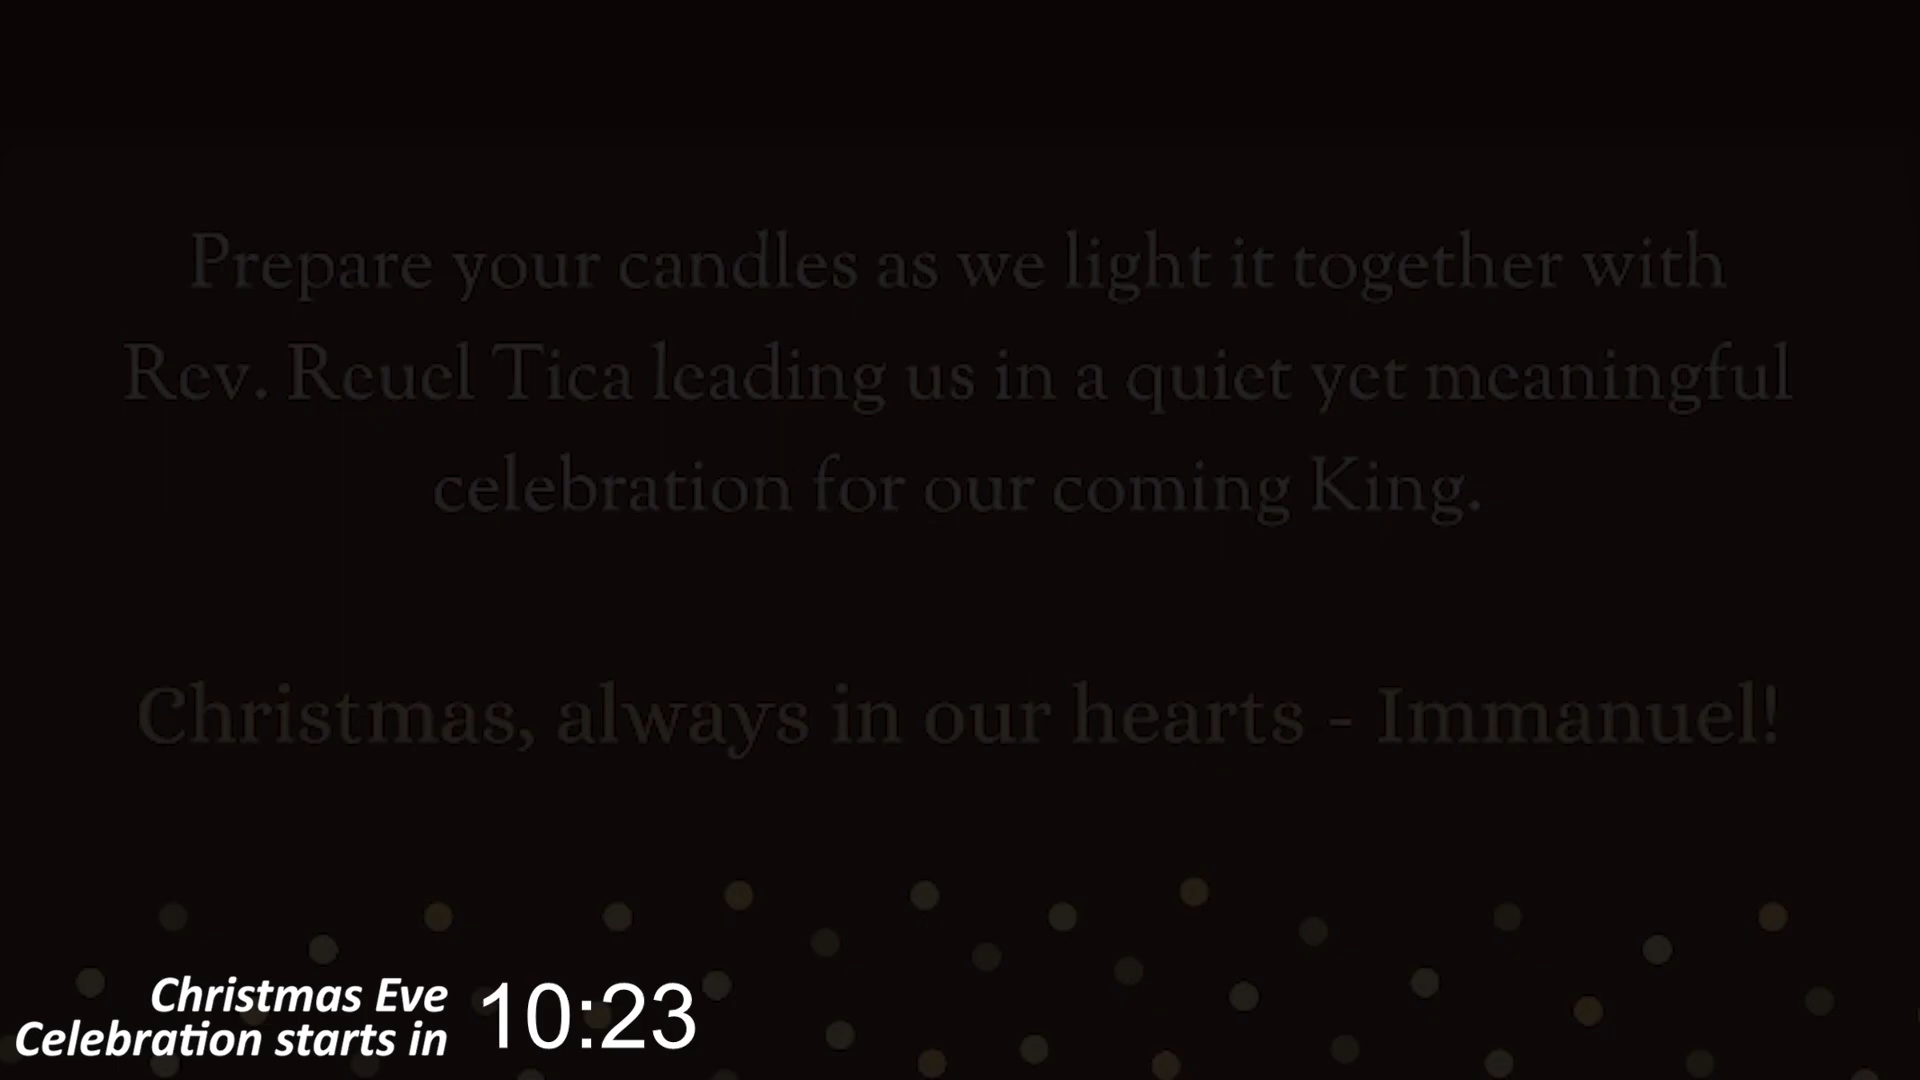 Prepare your candles as we light it together with
Rev. Reuel Tica leading us in a quiet yet meaningful
celebration for our coming King.
Christmas, always in our hearts - Immanuel!
Christmas Eve
Celebration starts in
10:23